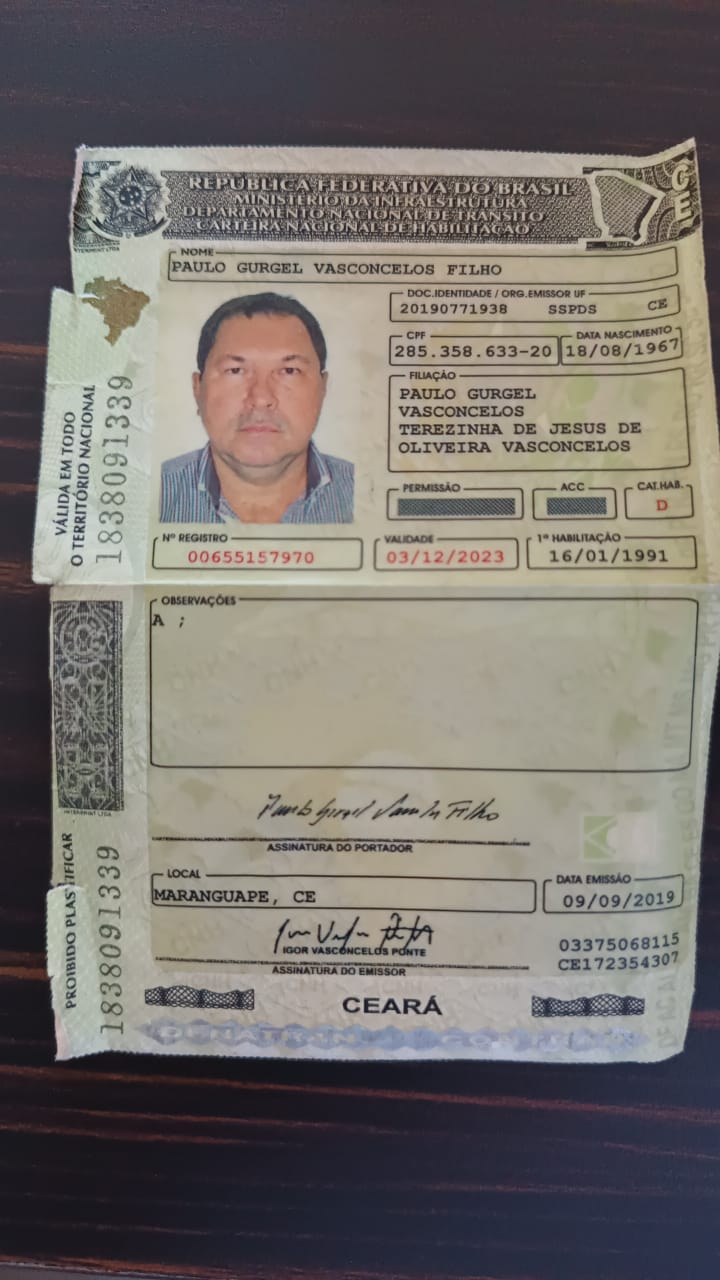 REPÚBLICA FEDERATIVA DO BRASIL
MINISTÉRIO DA INFRAESTRUTURA
DEPARTAMENTO NACIONAL DE TRÂNSITO
CARTEIRA NACIONAL DE HABILITAÇÃO
CE
NOME
PAULO GURGEL VASCONCELOS FILHO
DOC.IDENTIDADE / ORG.EMISSOR UF
20190771938 SSPDS CE
CPF
285.358.633-20
DATA NASCIMENTO
18/08/1967
FILIAÇÃO
PAULO GURGEL
VASCONCELOS
TEREZINHA DE JESUS DE
OLIVEIRA VASCONCELOS
PERMISSÃO
ACC
CAT.HAB.
D
Nº REGISTRO
00655157970
VALIDADE
03/12/2023
1ª HABILITAÇÃO
16/01/1991
VÁLIDA EM TODO
O TERRITÓRIO NACIONAL
1838091339
OBSERVAÇÕES
A ;
ASSINATURA DO PORTADOR
LOCAL
MARANGUAPE, CE
DATA EMISSÃO
09/09/2019
IGOR VASCONCELOS PONTE
ASSINATURA DO EMISSOR
03375068115
CE172354307
PROIBIDO PLASTIFICAR
1838091339
CEARÁ